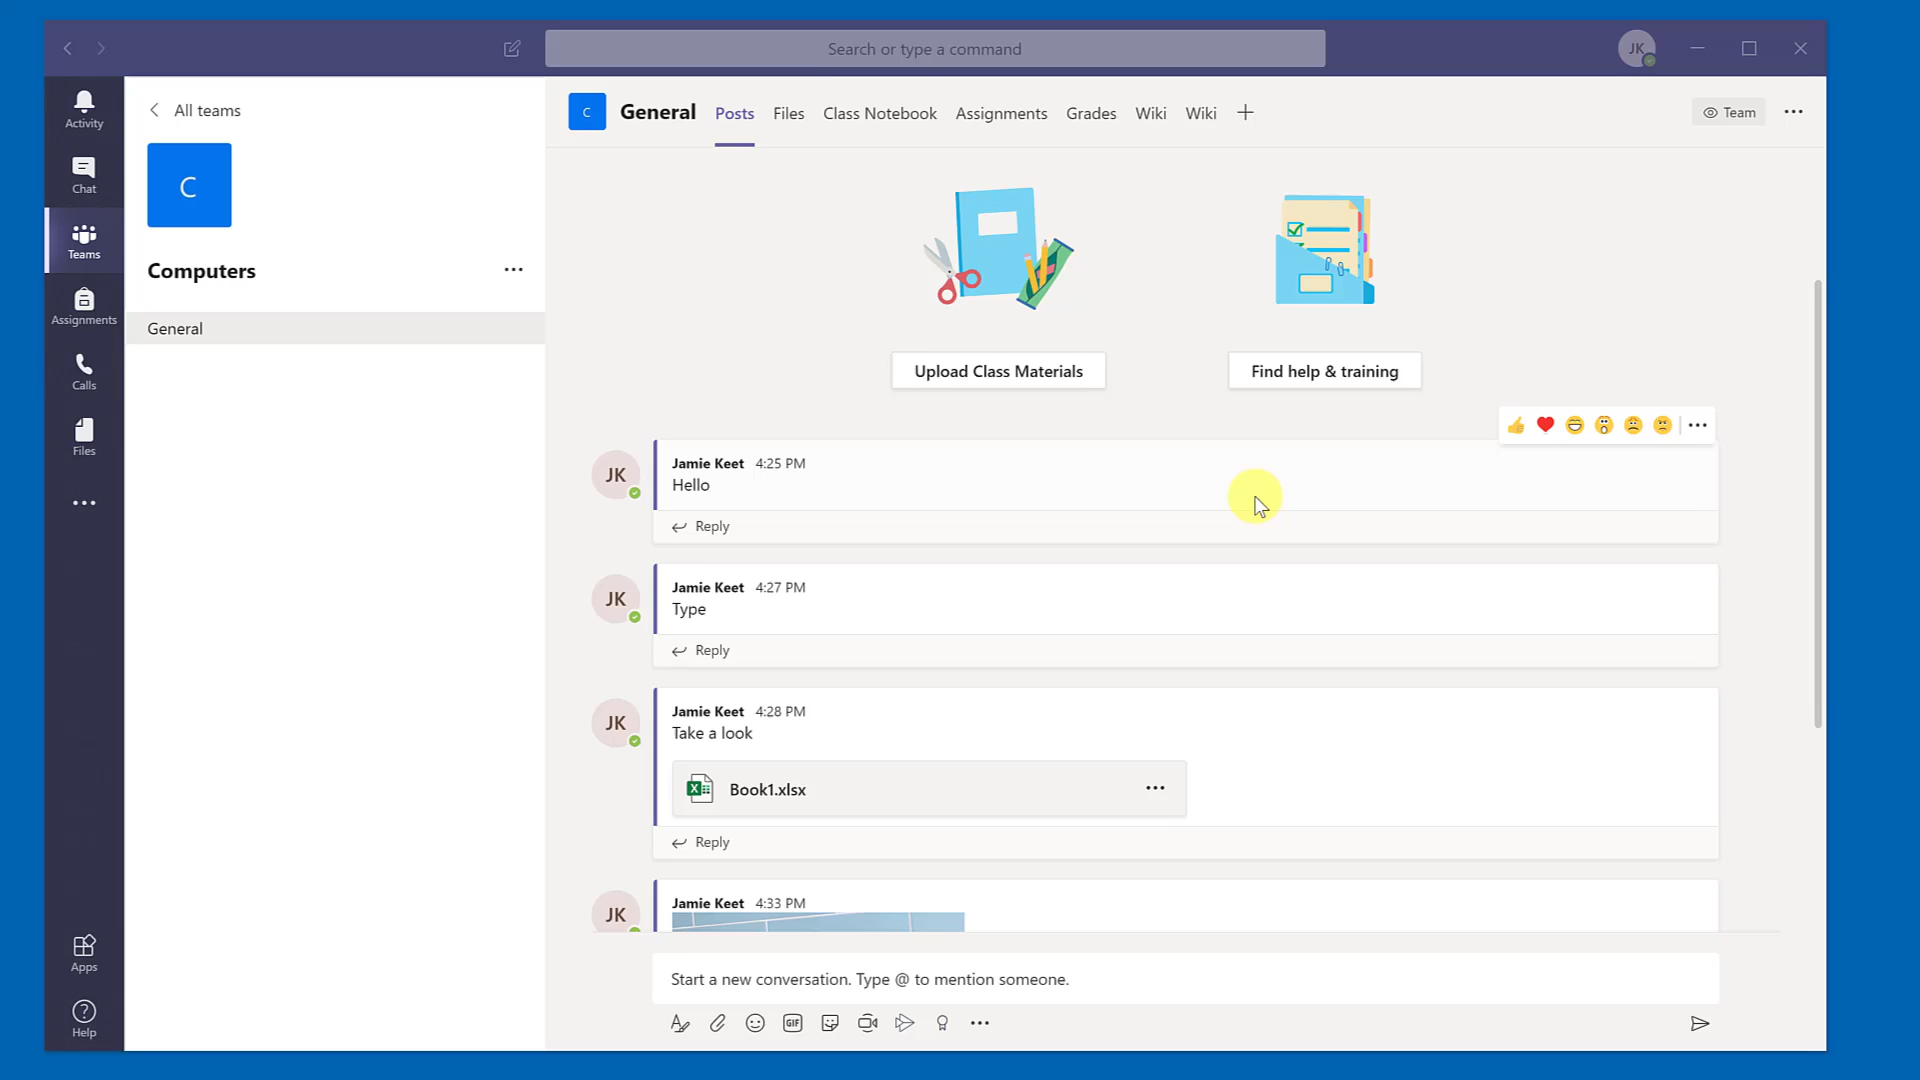 Search or type a command
JK
Activity
Chat
Teams
Assignments
Calls
Files
Apps
Help
All teams
C
Computers
General
C
General
Posts
Files
Class Notebook
Assignments
Grades
Wiki
Wiki
Team
Upload Class Materials
Find help & training
JK
Jamie Keet 4:25 PM
Hello
Reply
JK
Jamie Keet 4:27 PM
Type
Reply
JK
Jamie Keet 4:28 PM
Take a look
Book1.xlsx
Reply
JK
Jamie Keet 4:33 PM
Start a new conversation. Type @ to mention someone.
GIF